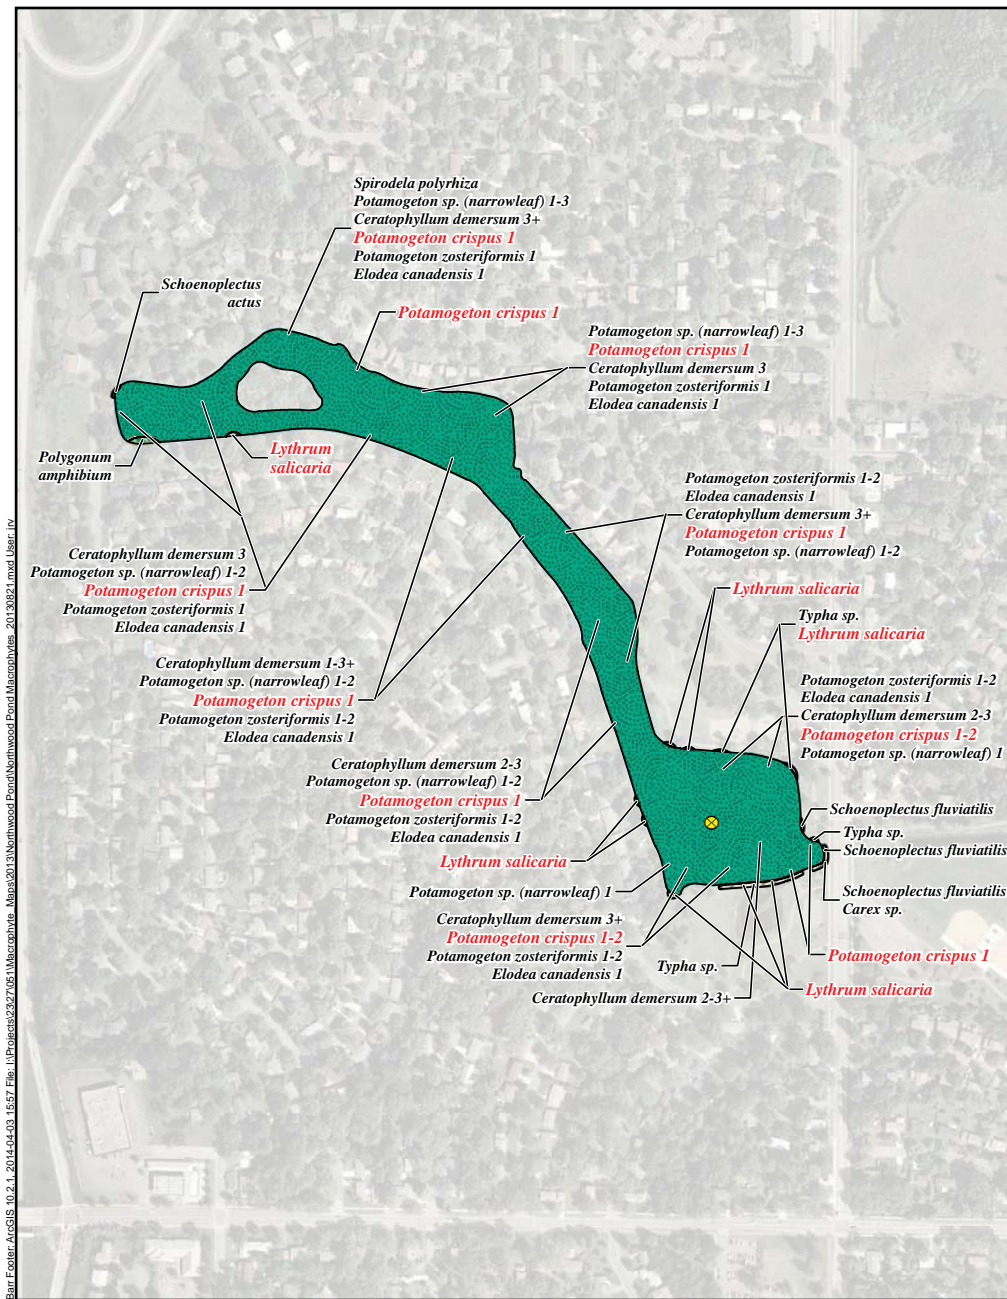 Spirodela polyrhiza
Potamogeton sp. (narrowleaf) 1-3
Ceratophyllum demersum 3+
Potamogeton crispus 1
Potamogeton zosteriformis 1
Elodea canadensis 1
Schoenoplectus
actus
Potamogeton crispus 1
Potamogeton sp. (narrowleaf) 1-3
Potamogeton crispus 1
Ceratophyllum demersum 3
Potamogeton zosteriformis 1
Elodea canadensis 1
Polygonum
amphibium
Lythrum
salicaria
Potamogeton zosteriformis 1-2
Elodea canadensis 1
Ceratophyllum demersum 3+
Potamogeton crispus 1
Potamogeton sp. (narrowleaf) 1-2
Ceratophyllum demersum 3
Potamogeton sp. (narrowleaf) 1-2
Potamogeton crispus 1
Potamogeton zosteriformis 1
Elodea canadensis 1
Lythrum salicaria
Typha sp.
Lythrum salicaria
Ceratophyllum demersum 1-3+
Potamogeton sp. (narrowleaf) 1-2
Potamogeton crispus 1
Potamogeton zosteriformis 1-2
Elodea canadensis 1
Potamogeton zosteriformis 1-2
Elodea canadensis 1
Ceratophyllum demersum 2-3
Potamogeton crispus 1-2
Potamogeton sp. (narrowleaf) 1
Ceratophyllum demersum 2-3
Potamogeton sp. (narrowleaf) 1-2
Potamogeton crispus 1
Potamogeton zosteriformis 1-2
Elodea canadensis 1
Schoenoplectus fluviatilis
Typha sp.
Schoenoplectus fluviatilis
Lythrum salicaria
Potamogeton sp. (narrowleaf) 1
Schoenoplectus fluviatilis
Carex sp.
Ceratophyllum demersum 3+
Potamogeton crispus 1-2
Potamogeton zosteriformis 1-2
Elodea canadensis 1
Typha sp.
Potamogeton crispus 1
Lythrum salicaria
Ceratophyllum demersum 2-3+
Barr Footer: ArcGIS 10.2.1, 2014-04-03 15:57 File: I:\Projects\23\27\051\Macrophyte_Maps\2013\Northwood Pond\Northwood Pond Macrophytes_20130821.mxd User: jrv